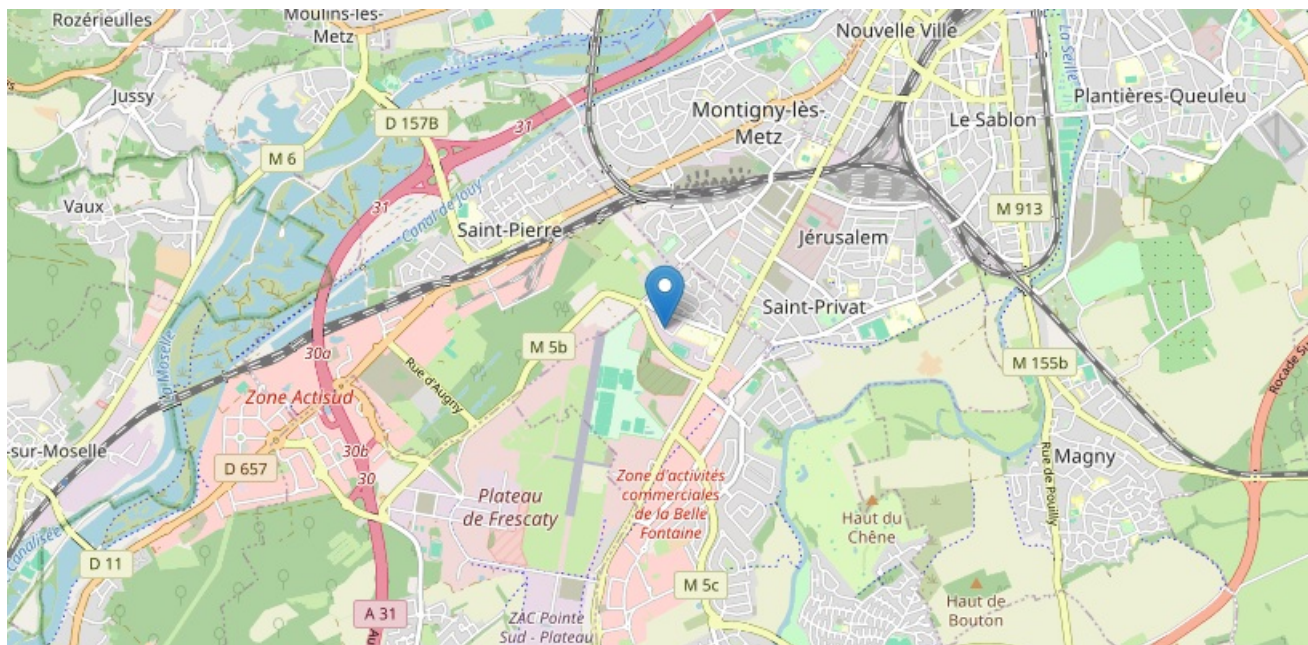 Rozérieulles
Moulins-lès-
Metz
Nouvelle Ville
La Seille
Jussy
D 157B
31
Montigny-lès-
Metz
Le Sablon
Plantières-Queuleu
M 6
31
Canal de Jouy
Vaux
Saint-Pierre
M 913
Jérusalem
Saint-Privat
La Moselle
30a
M 5b
Rue d'Augny
M 155b
Rocade Su
Zone Actisud
-sur-Moselle
30b
D 657
30
Zone d'activités
commerciales
de la Belle
Fontaine
Plateau
de Frescaty
Rue de Pouilly
Magny
Haut du
Chêne
Canalisée
D 11
A 31
M 5c
Haut de
Bouton
ZAC Pointe
Sud - Plateau